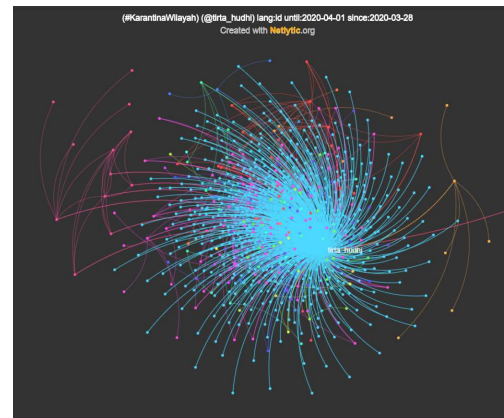 (#KarantinaWilayah) (@tirta_hudhi) lang:id until:2020-04-01 since:2020-03-28
Created with Netlytic.org
tirta_hudhi